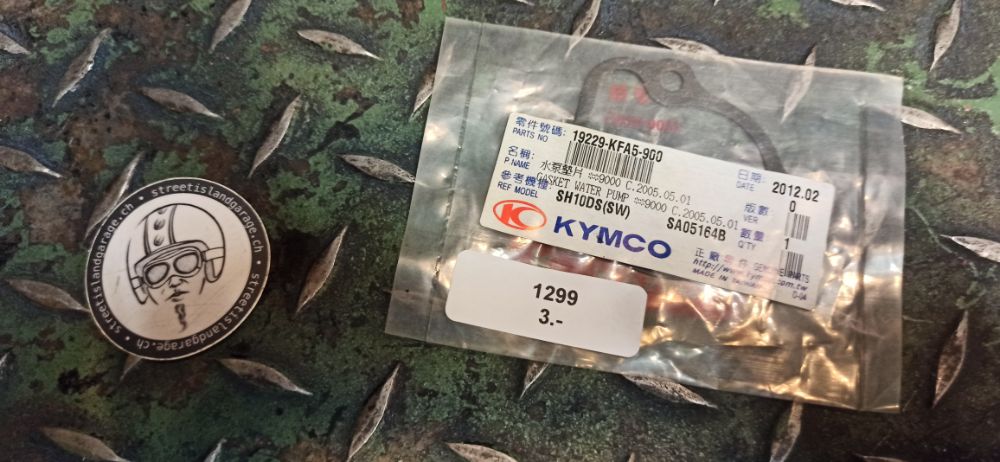 streetislandgarage.ch • streetislandgarage.ch •
零件號碼:
PARTS NO
19229-KFA5-900
名稱:
P NAME
水泵墊片 ※※9000 C.2005.05.01
GASKET WATER PUMP ※※9000 C.2005.05.01
參考機種:
REF MODEL
SH10DS(SW)
SA05164B
KYMCO
日期:
DATE
2012.02
版數
VER
0
數量
Q'TY
1
正廠零件
PARTS
MADE IN TAIWAN
1299
3.-